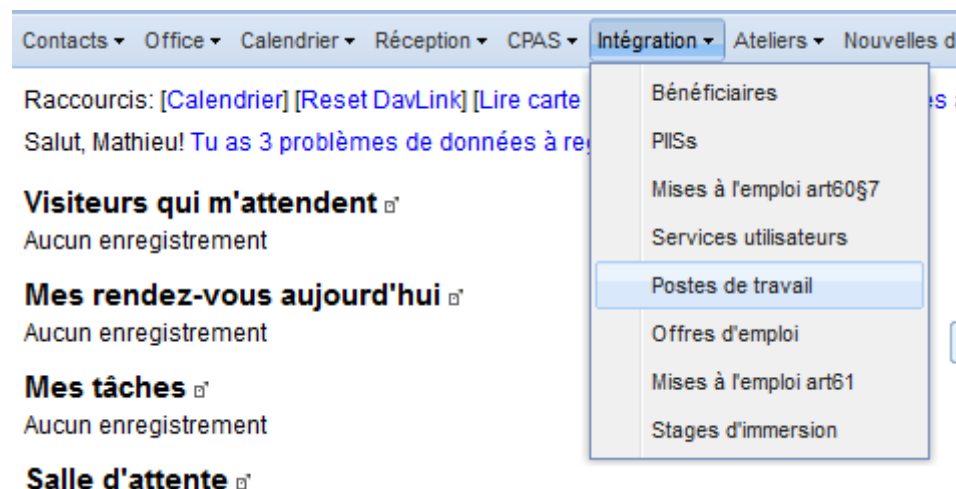 Contacts Office Calendrier Réception CPAS Intégration Ateliers Nouvelles d
Raccourcis: [Calendrier] [Reset DavLink] [Lire carte
Salut, Mathieu! Tu as 3 problèmes de données à re
Visiteurs qui m'attendent
Aucun enregistrement
Mes rendez-vous aujourd'hui
Aucun enregistrement
Mes tâches
Aucun enregistrement
Salle d'attente
Bénéficiaires
PIISs
Mises à l'emploi art60§7
Services utilisateurs
Postes de travail
Offres d'emploi
Mises à l'emploi art61
Stages d'immersion